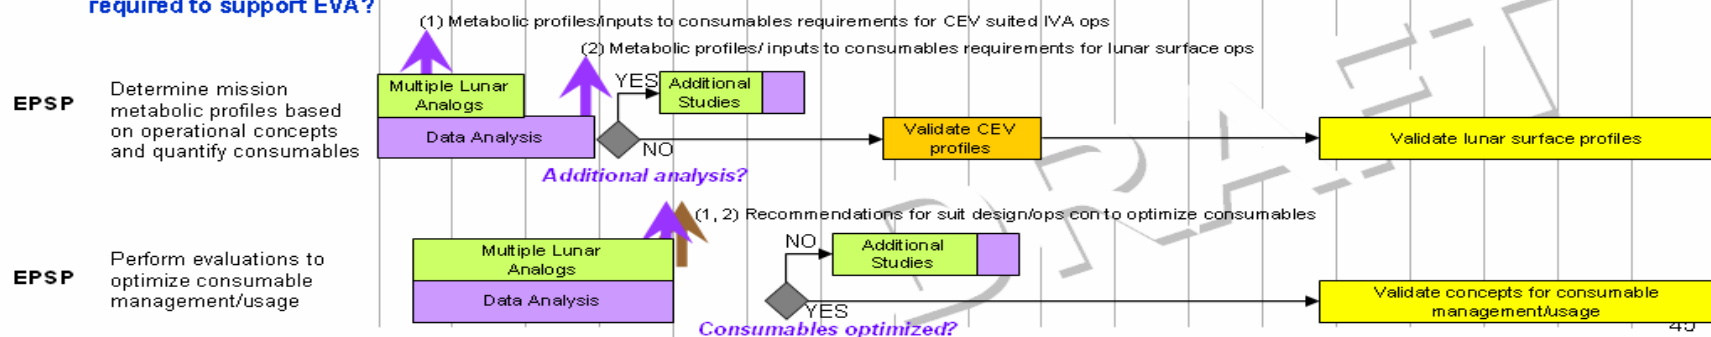 required to support EVA?
(1) Metabolic profiles/inputs to consumables requirements for CEV suited IVA ops
(2) Metabolic profiles/ inputs to consumables requirements for lunar surface ops
EPSP
Determine mission
metabolic profiles based
on operational concepts
and quantify consumables
Multiple Lunar
Analogs
Data Analysis
YES
Additional
Studies
NO
Additional analysis?
Validate CEV
profiles
Validate lunar surface profiles
(1, 2) Recommendations for suit design/ops con to optimize consumables
EPSP
Perform evaluations to
optimize consumable
management/usage
Multiple Lunar
Analogs
Data Analysis
NO
Additional
Studies
YES
Consumables optimized?
Validate concepts for consumable
management/usage
DRAFT